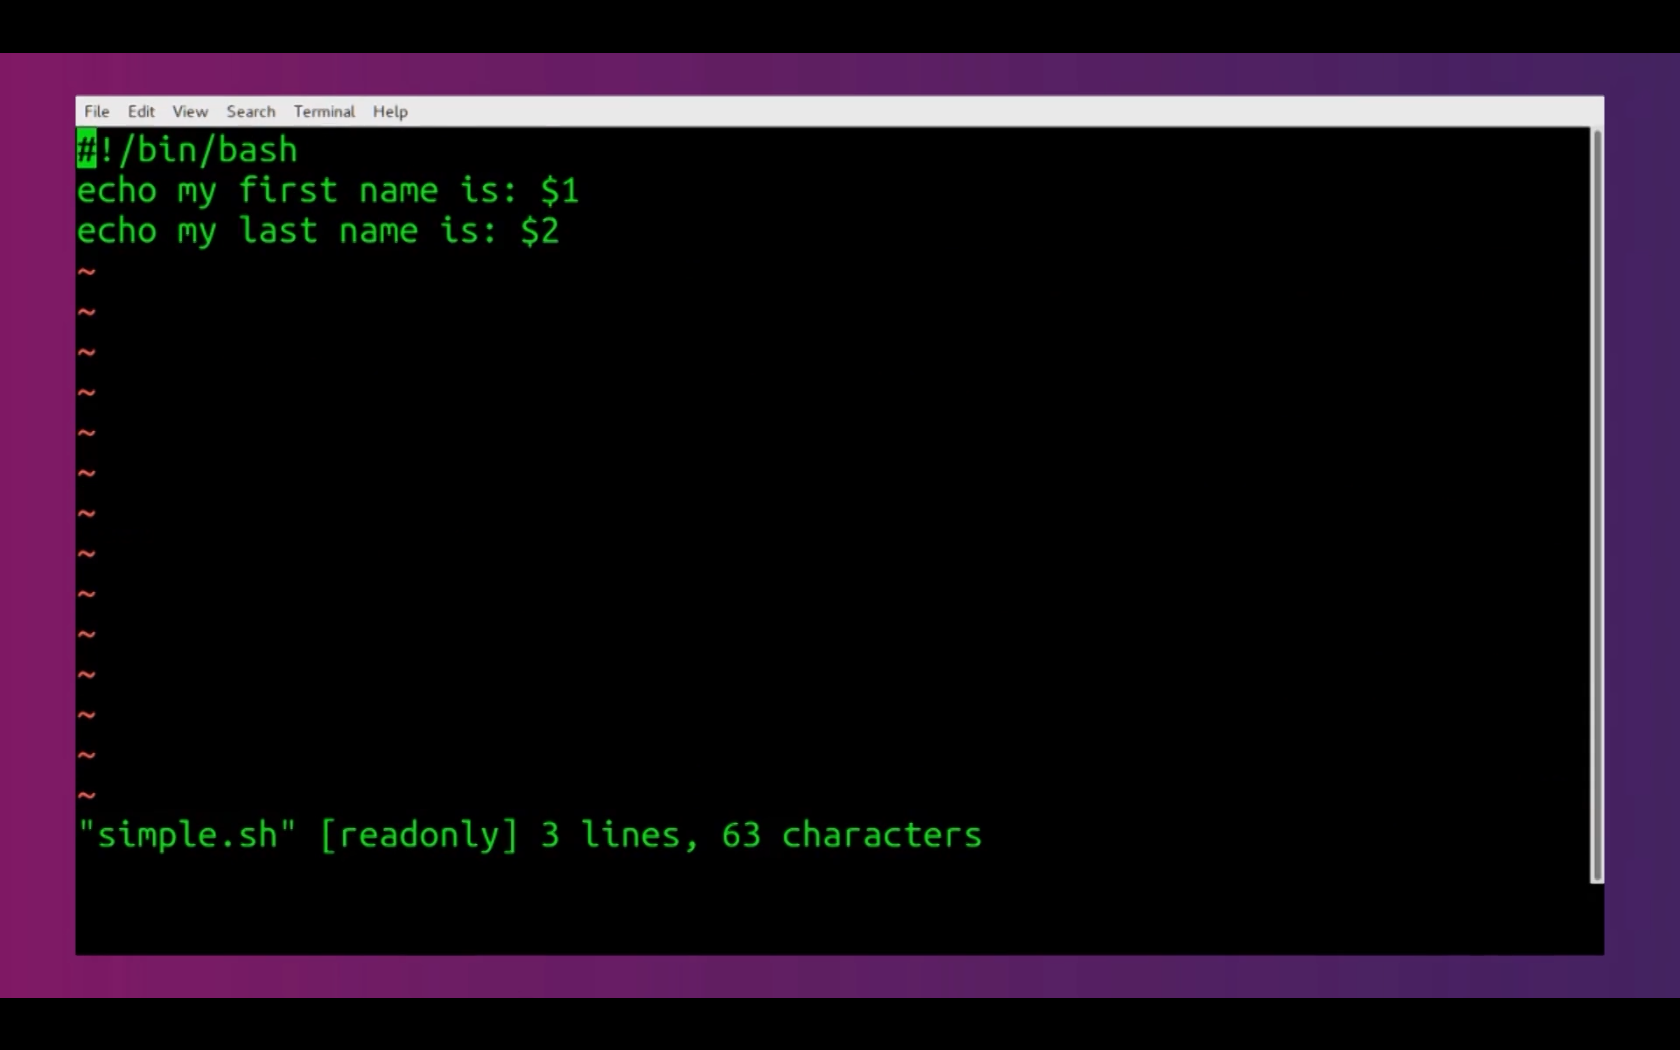 File Edit View Search Terminal Help
#!/bin/bash
echo my first name is: $1
echo my last name is: $2
~
~
~
~
~
~
~
~
~
~
~
~
~
~
"simple.sh" [readonly] 3 lines, 63 characters